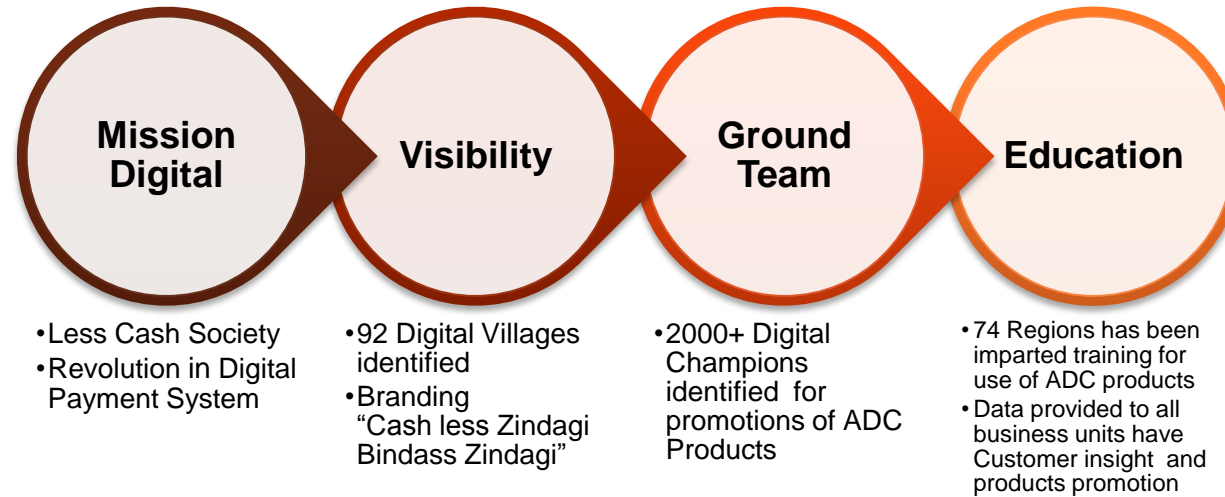 Mission
Digital
Visibility
Ground
Team
Education
•Less Cash Society
•Revolution in Digital
Payment System
•92 Digital Villages
identified
•Branding
“Cash less Zindagi
Bindass Zindagi”
•2000+ Digital
Champions
identified for
promotions of ADC
Products
•74 Regions has been
imparted training for
use of ADC products
•Data provided to all
business units have
Customer insight and
products promotion